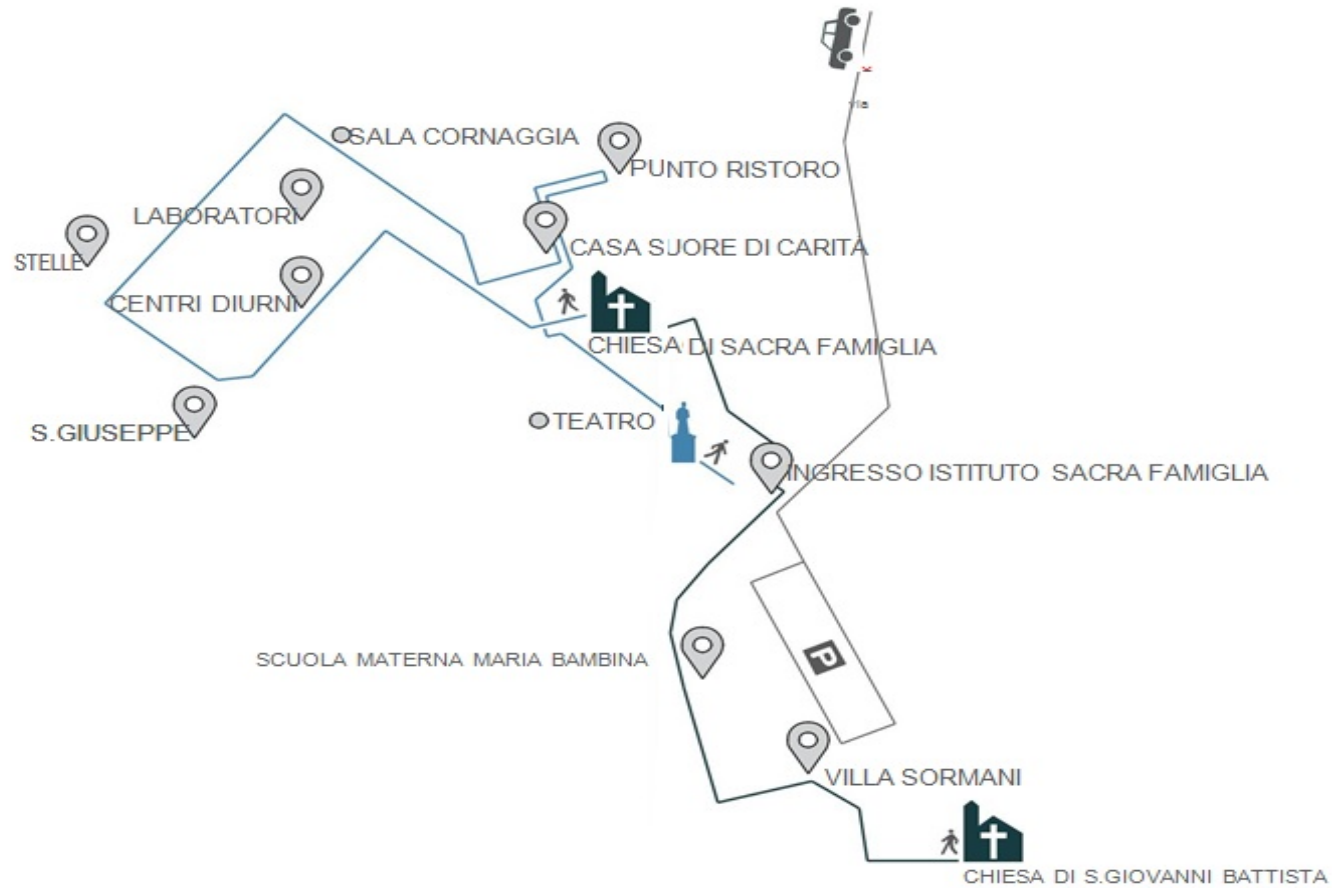 via
SALA CORNAGGIA
PUNTO RISTORO
LABORATORI
CASA SUORE DI CARITÀ
STELLE
CENTRI DIURNI
CHIESA DI SACRA FAMIGLIA
TEATRO
S.GIUSEPPE
INGRESSO ISTITUTO SACRA FAMIGLIA
SCUOLA MATERNA MARIA BAMBINA
P
VILLA SORMANI
CHIESA DI S.GIOVANNI BATTISTA